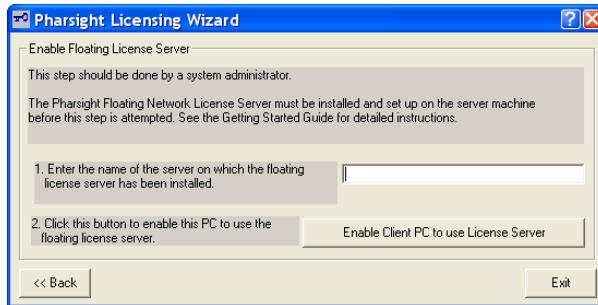 Pharsight Licensing Wizard
Enable Floating License Server
This step should be done by a system administrator.
The Pharsight Floating Network License Server must be installed and set up on the server machine
before this step is attempted. See the Getting Started Guide for detailed instructions.
1. Enter the name of the server on which the floating
license server has been installed.
2. Click this button to enable this PC to use the
floating license server.
Enable Client PC to use License Server
<< Back
Exit